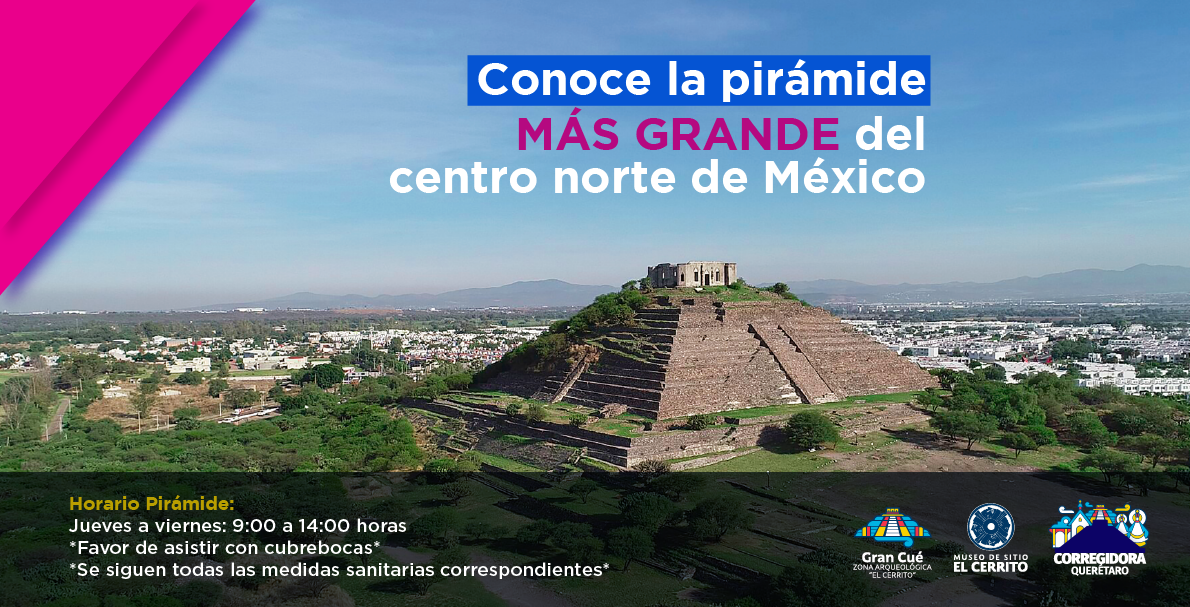 Conoce la pirámide
MÁS GRANDE del
centro norte de México
Horario Pirámide:
Jueves a viernes: 9:00 a 14:00 horas
*Favor de asistir con cubrebocas*
*Se siguen todas las medidas sanitarias correspondientes*
Gran Cué
ZONA ARQUEOLÓGICA
"EL CERRITO"
MUSEO DE SITIO
EL CERRITO
CORREGIDORA
QUERÉTARO